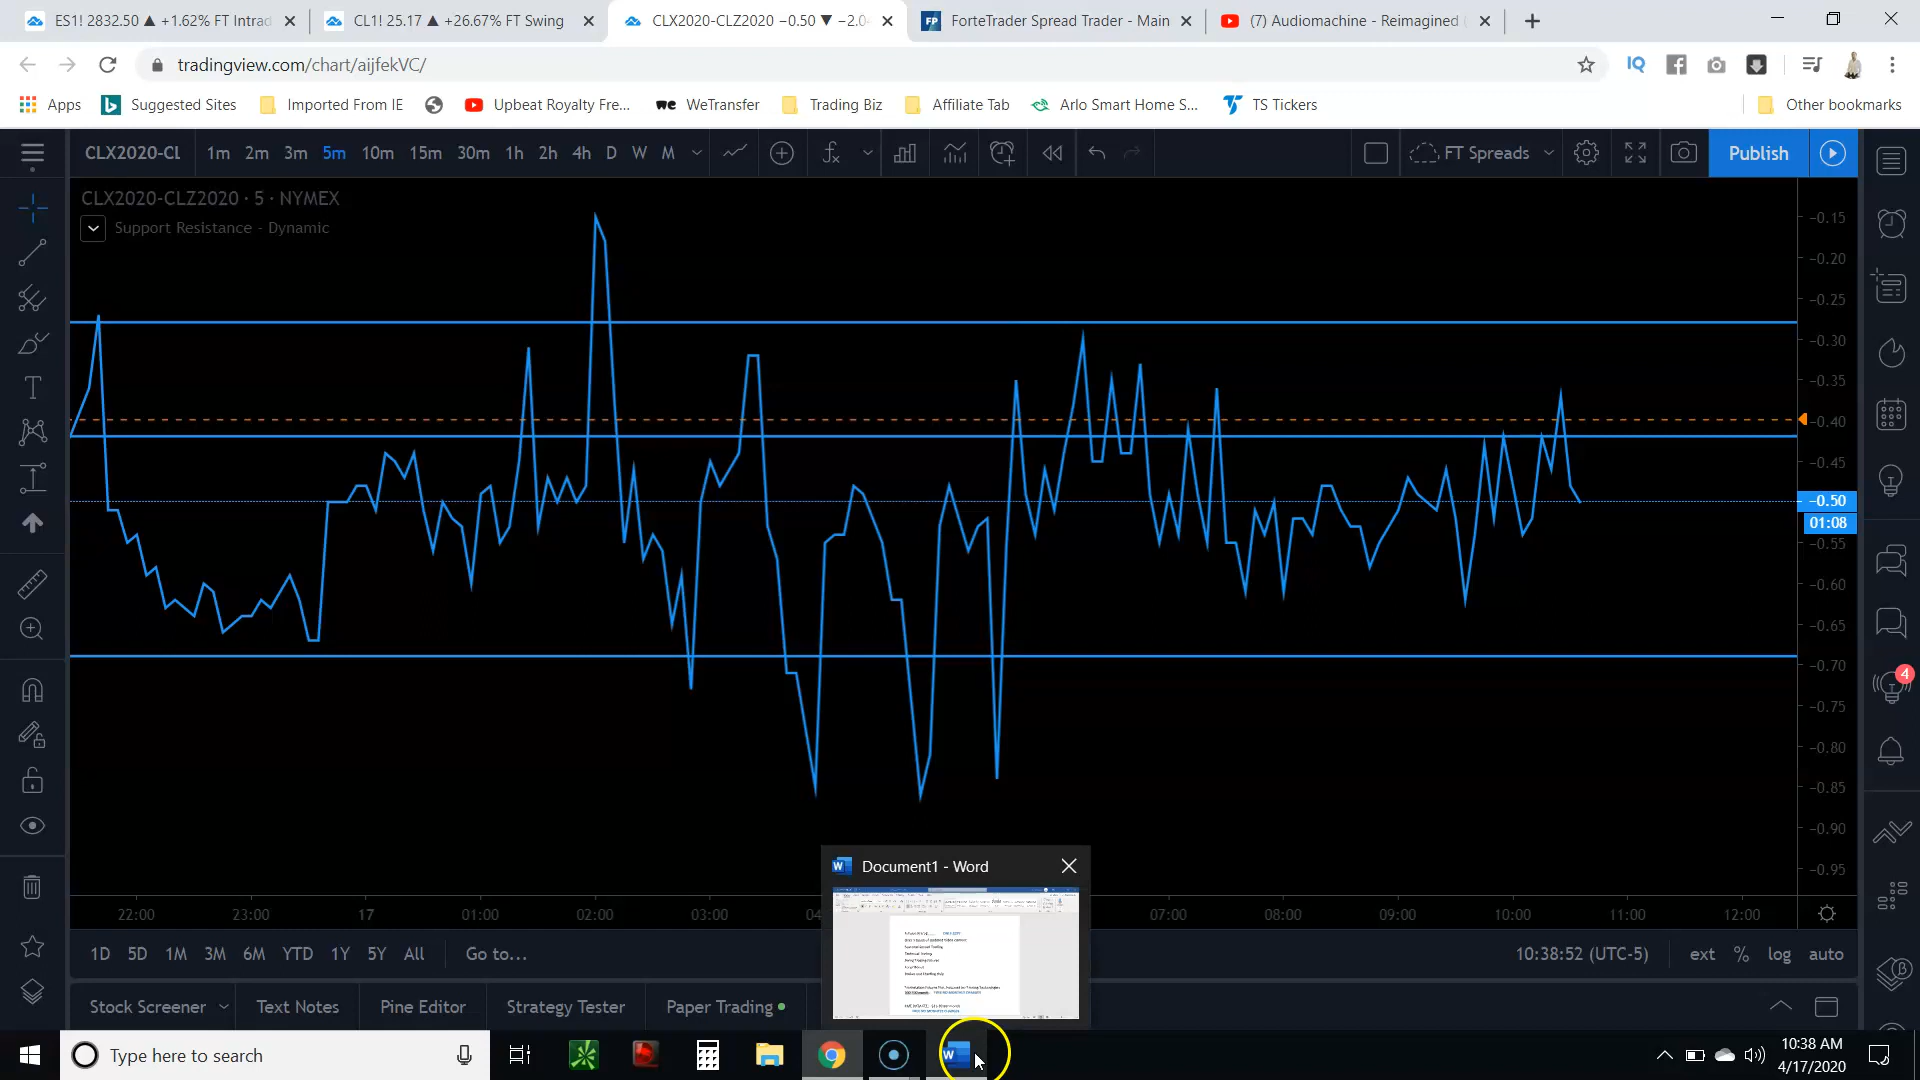 ES1! 2832.50 ▲ +1.62% FT Intrad
CL1! 25.17 ▲ +26.67% FT Swing
CLX2020-CLZ2020 −0.50 ▼ −2.0
ForteTrader Spread Trader - Main
(7) Audiomachine - Reimagined
tradingview.com/chart/aijfekVC/
Apps
Suggested Sites
Imported From IE
Upbeat Royalty Fre...
we WeTransfer
Trading Biz
Affiliate Tab
Arlo Smart Home S...
TS Tickers
Other bookmarks
CLX2020-CL
1m 2m 3m 5m 10m 15m 30m 1h 2h 4h D W M
FT Spreads
Publish
CLX2020-CLZ2020 · 5 · NYMEX
Support Resistance - Dynamic
−0.15
−0.20
−0.25
−0.30
−0.35
−0.40
−0.45
−0.50
01:08
−0.55
−0.60
−0.65
−0.70
−0.75
−0.80
−0.85
−0.90
−0.95
4
Document1 - Word
22:00 23:00 17 01:00 02:00 03:00 04 07:00 08:00 09:00 10:00 11:00 12:00
1D 5D 1M 3M 6M YTD 1Y 5Y All Go to...
10:38:52 (UTC-5) ext % log auto
Stock Screener Text Notes Pine Editor Strategy Tester Paper Trading
Type here to search
10:38 AM
4/17/2020